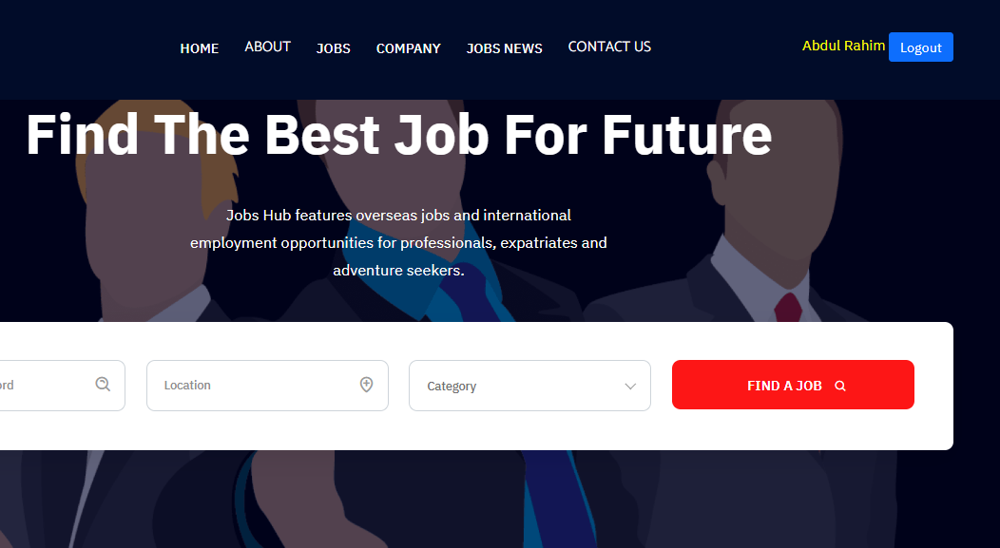 HOME ABOUT JOBS COMPANY JOBS NEWS CONTACT US Abdul Rahim Logout
Find The Best Job For Future
Jobs Hub features overseas jobs and international
employment opportunities for professionals, expatriates and
adventure seekers.
ord Location Category FIND A JOB